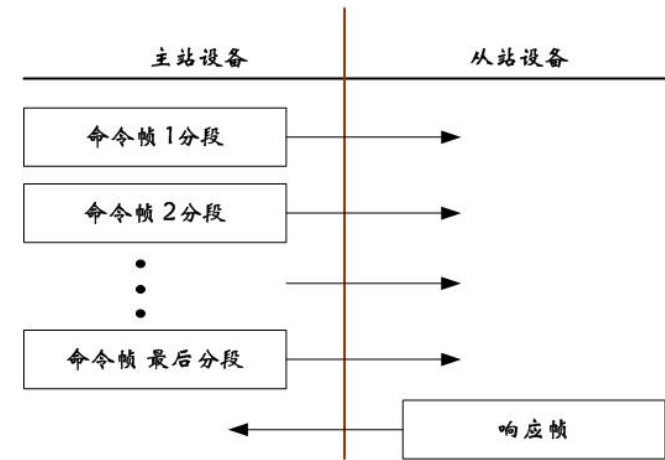 主站设备 从站设备
命令帧 1分段
命令帧 2分段
命令帧 最后分段
响应帧